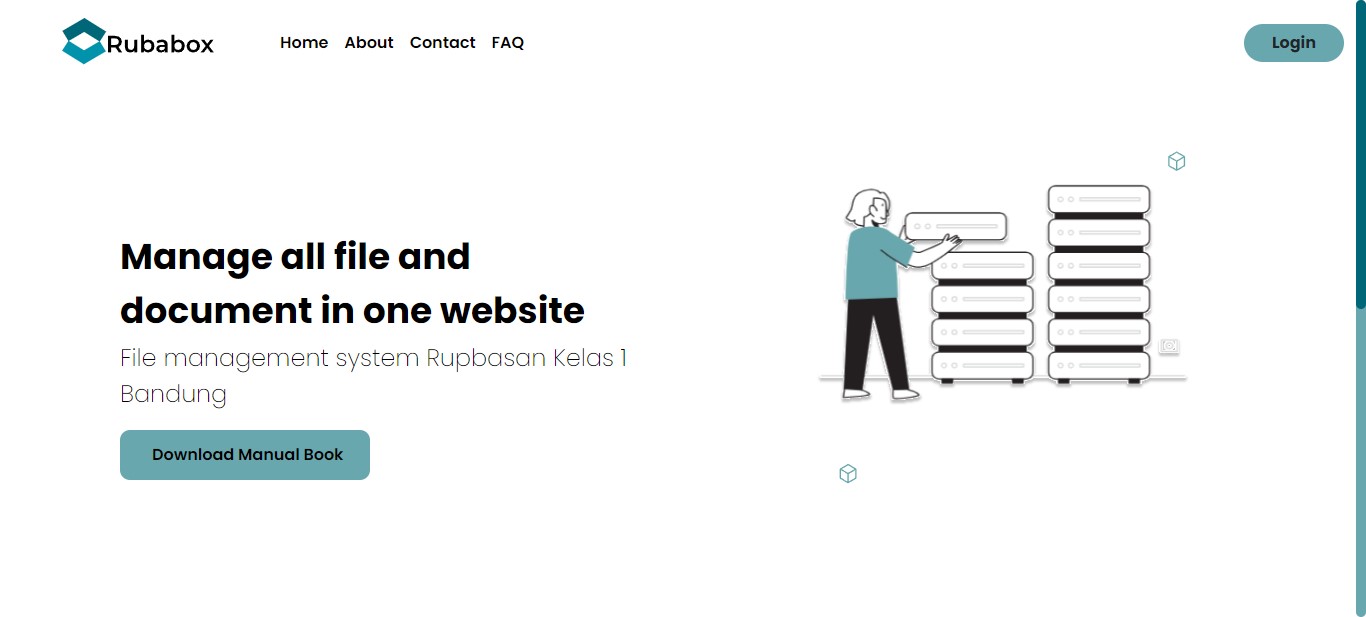 Rubabox
Home About Contact FAQ
Login
Manage all file and
document in one website
File management system Rupbasan Kelas 1
Bandung
Download Manual Book